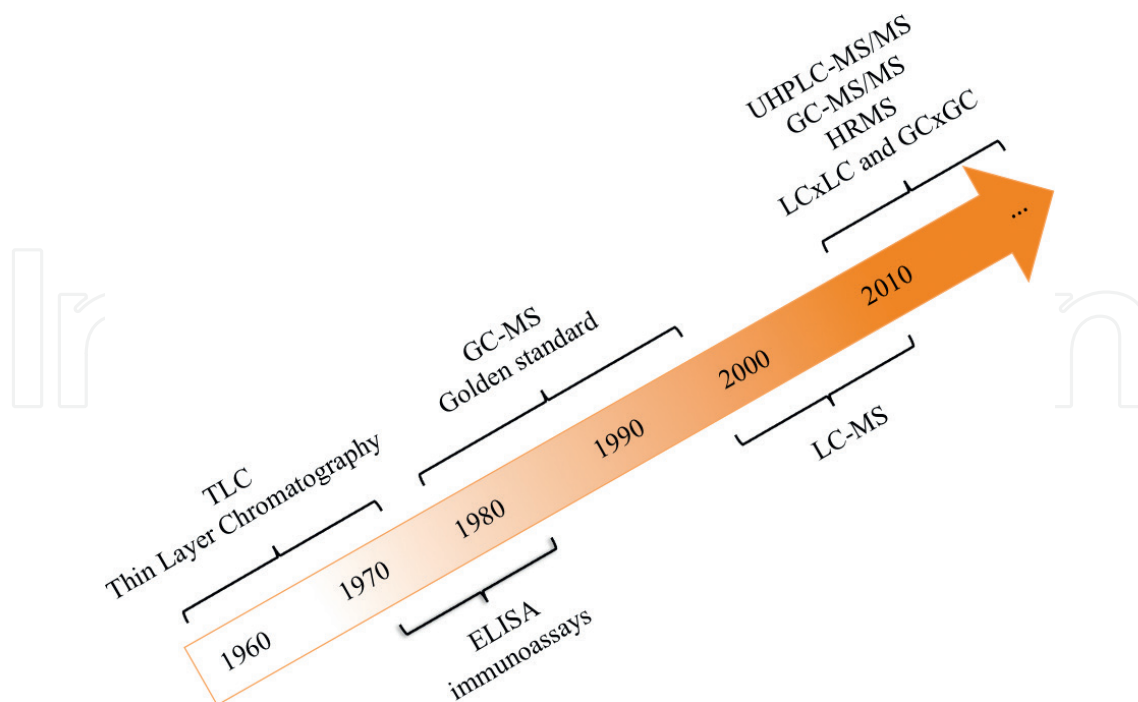 UHPLC-MS/MS
GC-MS/MS
HRMS
LCxLC and GCxGC
...
2010
GC-MS
Golden standard
2000
LC-MS
1990
TLC
Thin Layer Chromatography
1980
1970
ELISA
immunoassays
1960